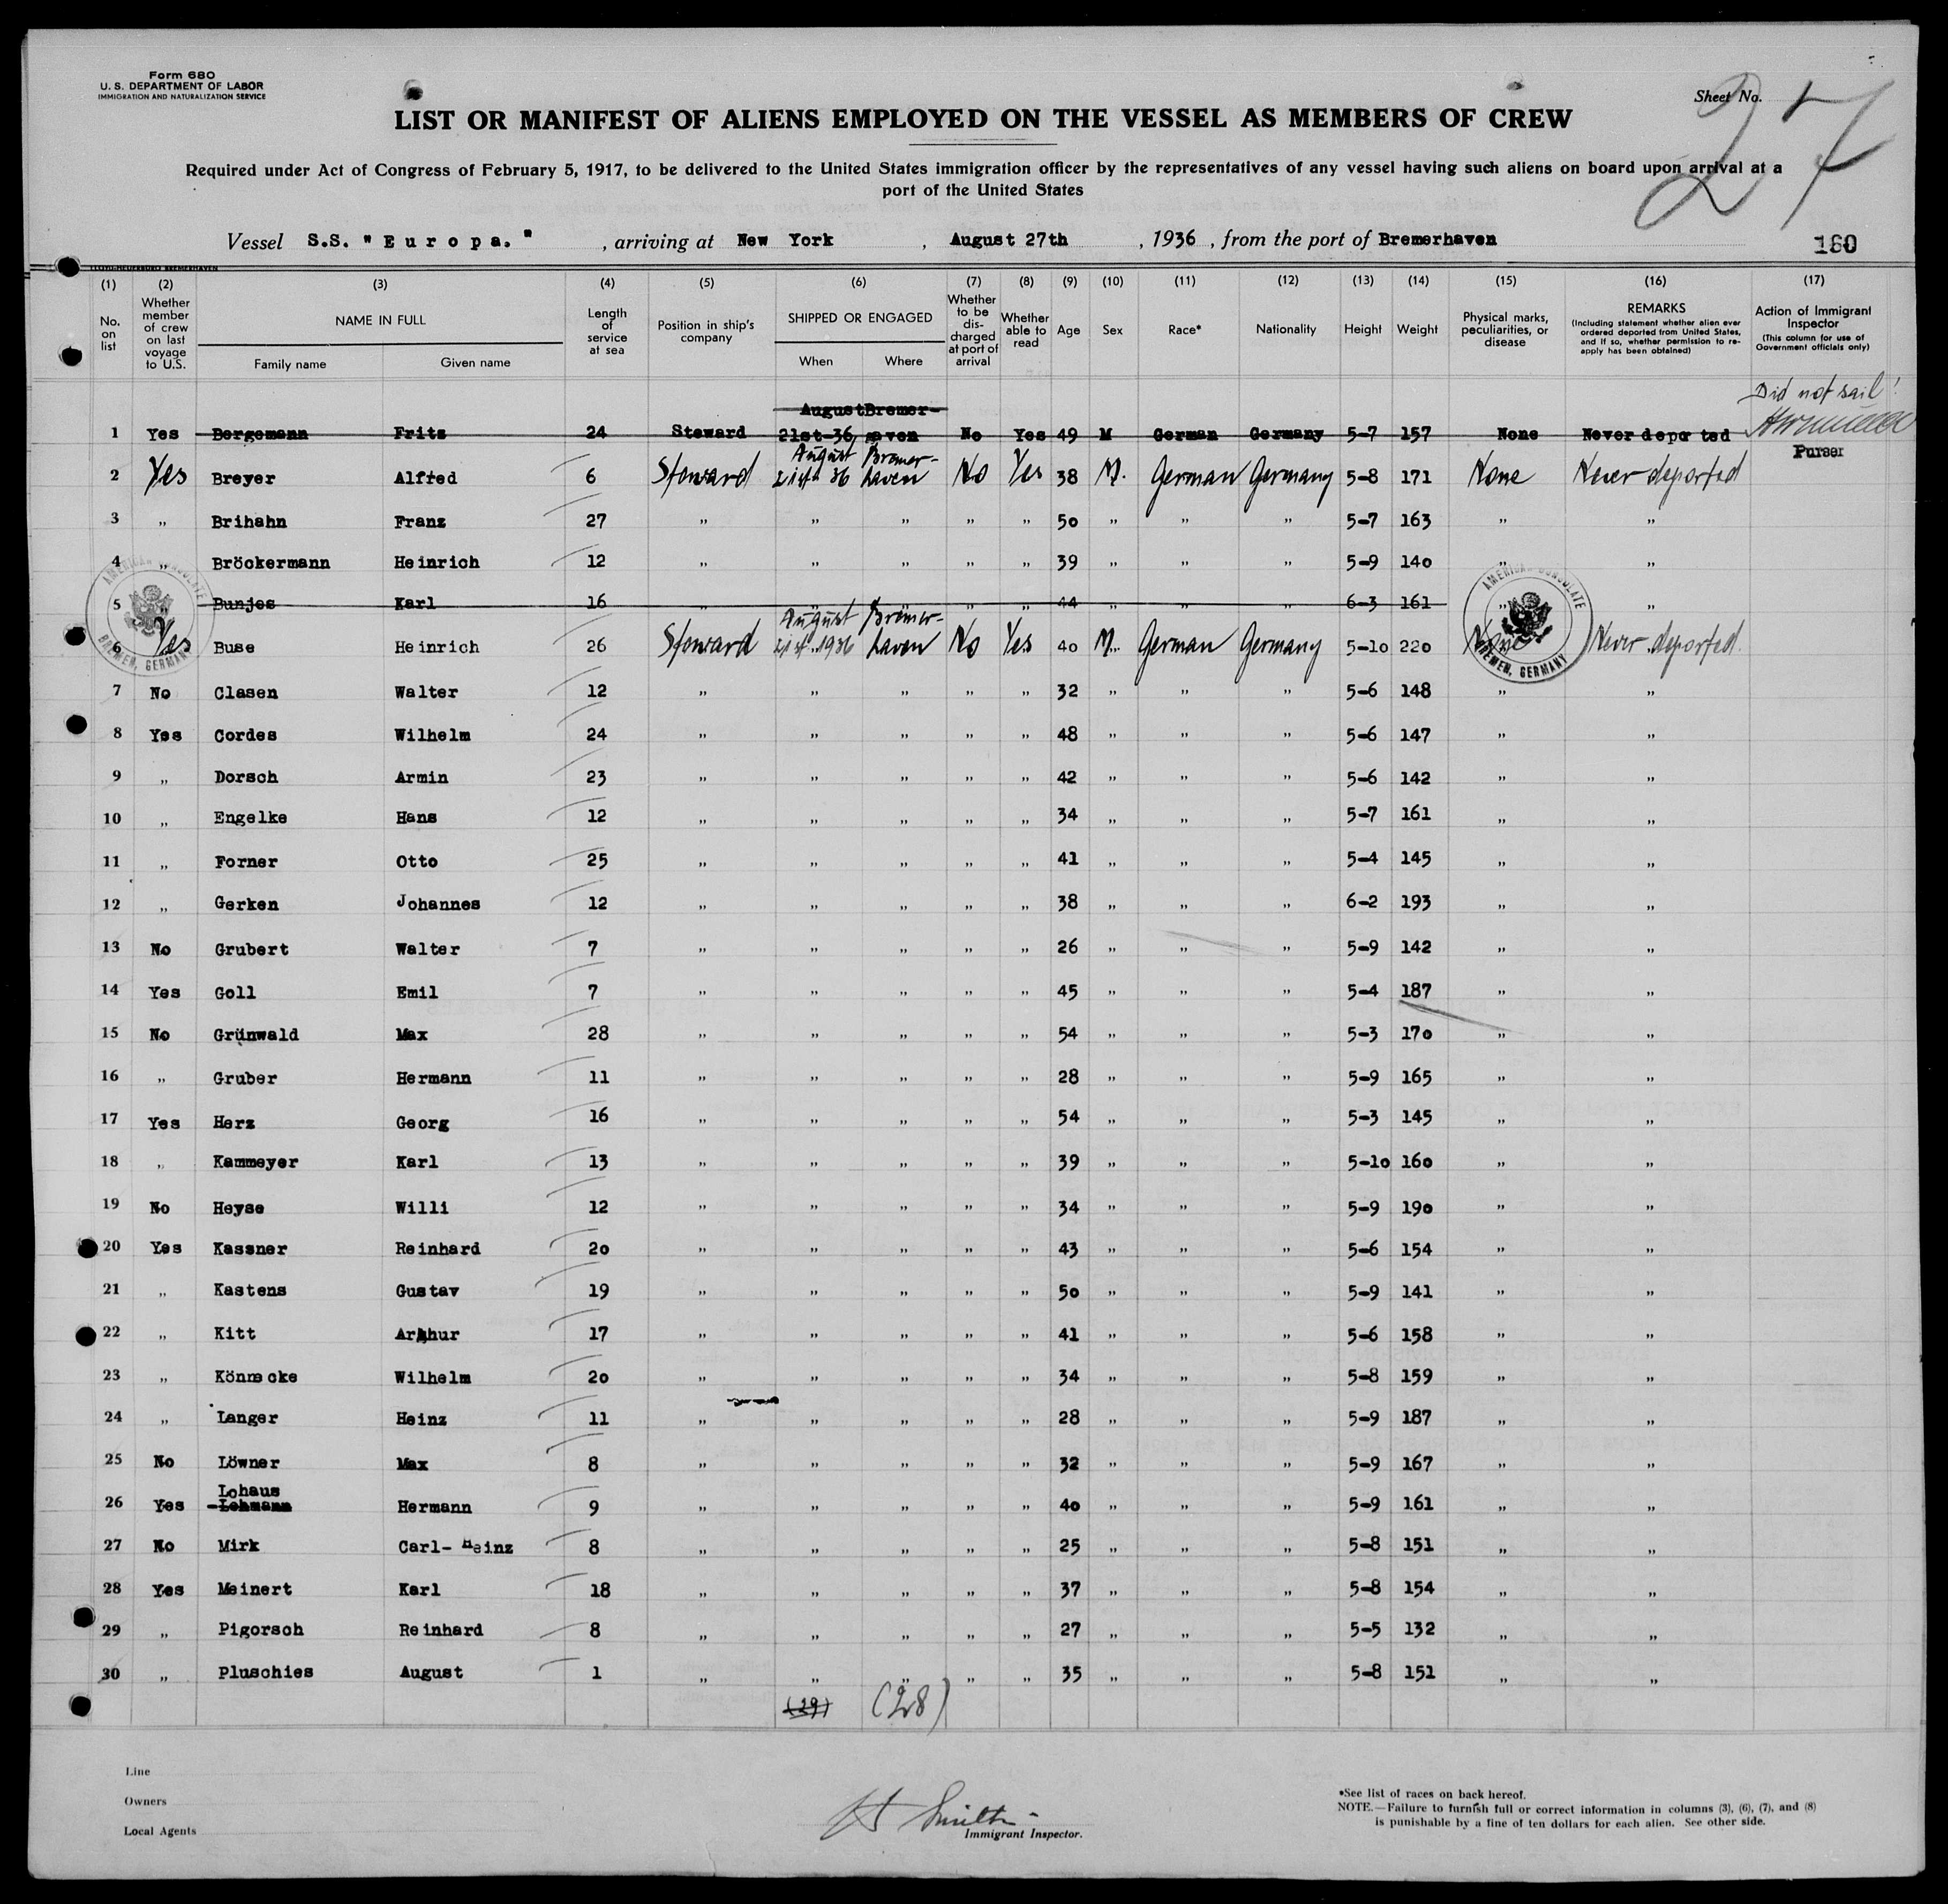 Form 680
U. S. DEPARTMENT OF LABOR
IMMIGRATION AND NATURALIZATION SERVICE
Sheet No. 27
LIST OR MANIFEST OF ALIENS EMPLOYED ON THE VESSEL AS MEMBERS OF CREW
Required under Act of Congress of February 5, 1917, to be delivered to the United States immigration officer by the representatives of any vessel having such aliens on board upon arrival at a
port of the United States
Vessel S.S. "Europa." , arriving at New York , August 27th , 1936 , from the port of Bremerhaven
160
(1) (2) (3) (4) (5) (6) (7) (8) (9) (10) (11) (12) (13) (14) (15) (16) (17)
No. on list
Whether member of crew on last voyage to U.S.
NAME IN FULL
Family name Given name
Length of service at sea
Position in ship's company
SHIPPED OR ENGAGED
When Where
Whether to be discharged at port of arrival
Whether able to read
Age
Sex
Race*
Nationality
Height
Weight
Physical marks, peculiarities, or disease
REMARKS
(Including statement whether alien ever ordered deported from United States, and if so, whether permission to re-apply has been obtained)
Action of Immigrant Inspector
(This column for use of Government officials only)
Did not sail!
August Bremer-
1 Yes Bergemann Fritz 24 Steward 21st-36 haven No Yes 49 M German Germany 5-7 157 None Never deported
Purser
August Bremer-
2 Yes Breyer Alfred 6 Steward 21st 36 haven No Yes 38 M. German Germany 5-8 171 None Never deported
3 „ Brihahn Franz 27 „ „ „ „ „ 50 „ „ „ 5-7 163 „ „
4 „ Bröckermann Heinrich 12 „ „ „ „ „ 39 „ „ „ 5-9 140 „ „
5 „ Bunjes Karl 16 „ „ „ „ „ 44 „ „ „ 6-3 161 „ „
August Bremer-
6 Yes Buse Heinrich 26 Steward 21st. 1936 haven No Yes 40 M. German Germany 5-10 220 None Never deported.
7 No Clasen Walter 12 „ „ „ „ „ 32 „ „ „ 5-6 148 „ „
8 Yes Cordes Wilhelm 24 „ „ „ „ „ 48 „ „ „ 5-6 147 „ „
9 „ Dorsch Armin 23 „ „ „ „ „ 42 „ „ „ 5-6 142 „ „
10 „ Engelke Hans 12 „ „ „ „ „ 34 „ „ „ 5-7 161 „ „
11 „ Forner Otto 25 „ „ „ „ „ 41 „ „ „ 5-4 145 „ „
12 „ Gerken Johannes 12 „ „ „ „ „ 38 „ „ „ 6-2 193 „ „
13 No Grubert Walter 7 „ „ „ „ „ 26 „ „ „ 5-9 142 „ „
14 Yes Goll Emil 7 „ „ „ „ „ 45 „ „ „ 5-4 187 „ „
15 No Grünwald Max 28 „ „ „ „ „ 54 „ „ „ 5-3 170 „ „
16 „ Gruber Hermann 11 „ „ „ „ „ 28 „ „ „ 5-9 165 „ „
17 Yes Herz Georg 16 „ „ „ „ „ 54 „ „ „ 5-3 145 „ „
18 „ Kammeyer Karl 13 „ „ „ „ „ 39 „ „ „ 5-10 160 „ „
19 No Heyse Willi 12 „ „ „ „ „ 34 „ „ „ 5-9 190 „ „
20 Yes Kassner Reinhard 20 „ „ „ „ „ 43 „ „ „ 5-6 154 „ „
21 „ Kastens Gustav 19 „ „ „ „ „ 50 „ „ „ 5-9 141 „ „
22 „ Kitt Arthur 17 „ „ „ „ „ 41 „ „ „ 5-6 158 „ „
23 „ Könnecke Wilhelm 20 „ „ „ „ „ 34 „ „ „ 5-8 159 „ „
24 „ Langer Heinz 11 „ „ „ „ „ 28 „ „ „ 5-9 187 „ „
25 No Löwner Max 8 „ „ „ „ „ 32 „ „ „ 5-9 167 „ „
Lohaus
26 Yes Lohmann Hermann 9 „ „ „ „ „ 40 „ „ „ 5-9 161 „ „
27 No Mirk Carl-Heinz 8 „ „ „ „ „ 25 „ „ „ 5-8 151 „ „
28 Yes Meinert Karl 18 „ „ „ „ „ 37 „ „ „ 5-8 154 „ „
29 „ Pigorsch Reinhard 8 „ „ „ „ „ 27 „ „ „ 5-5 132 „ „
30 „ Pluschies August 1 „ „ „ „ „ 35 „ „ „ 5-8 151 „ „
(29) (28)
AMERICAN CONSULATE BREMEN, GERMANY
AMERICAN CONSULATE BREMEN, GERMANY
Line
Owners
Local Agents
H Smith
Immigrant Inspector.
*See list of races on back hereof.
NOTE.—Failure to furnish full or correct information in columns (3), (6), (7), and (8)
is punishable by a fine of ten dollars for each alien. See other side.